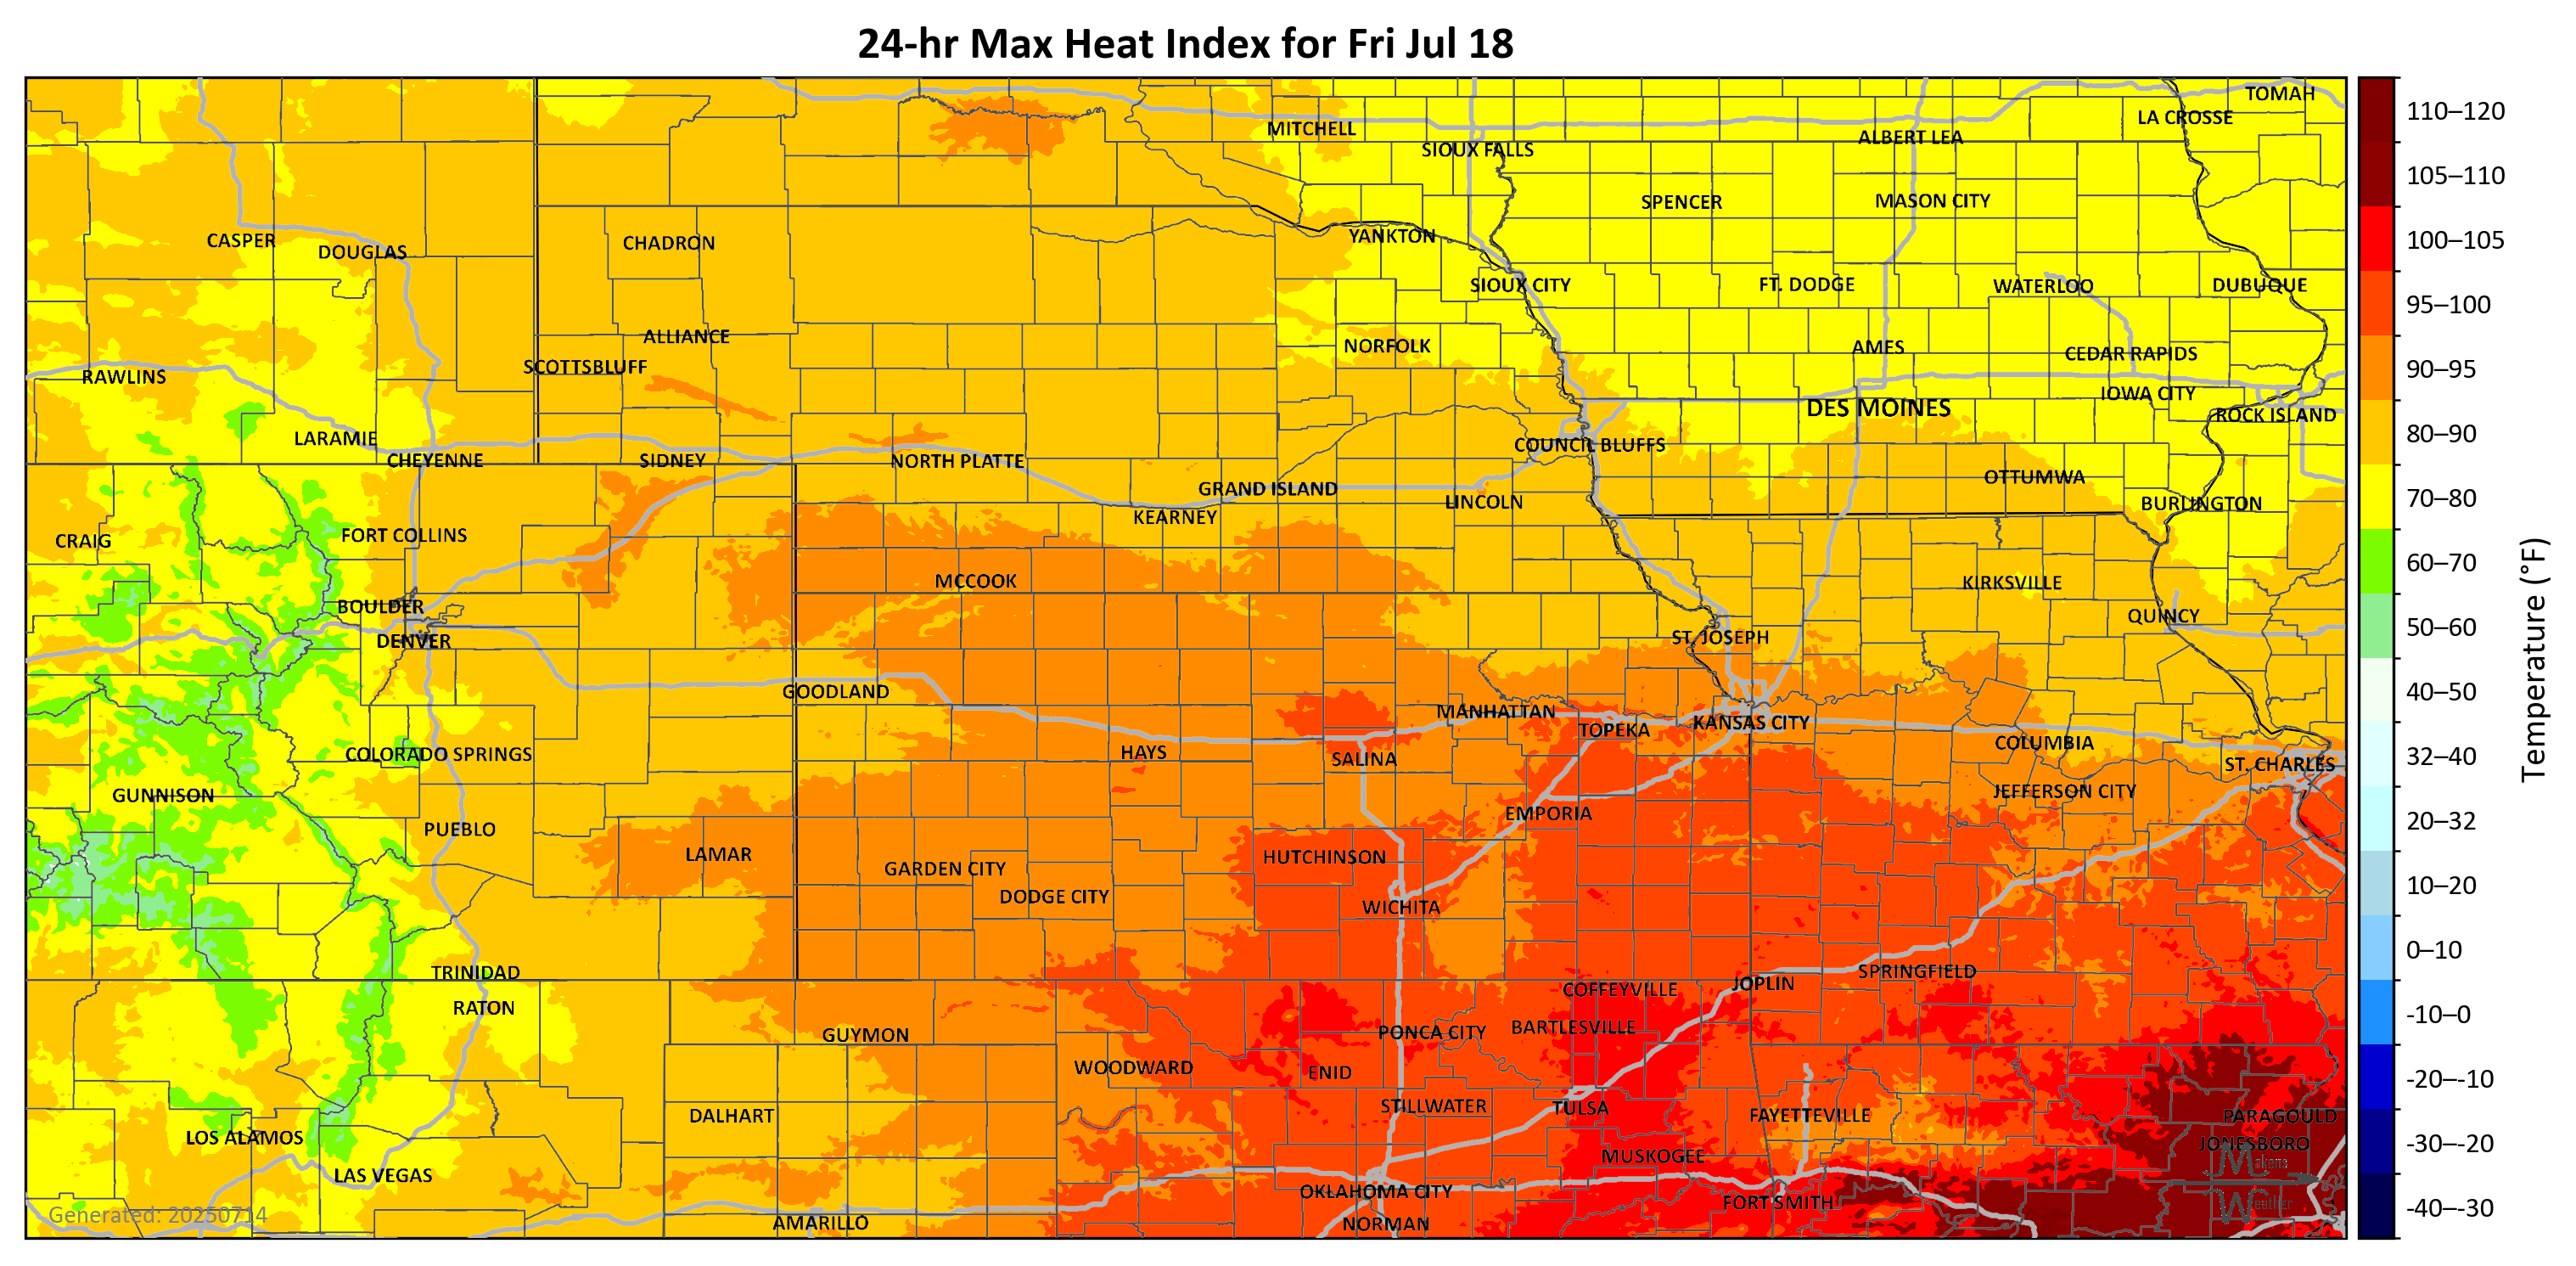 24-hr Max Heat Index for Fri Jul 18
TOMAH
LA CROSSE
MITCHELL
ALBERT LEA
SIOUX FALLS
SPENCER
MASON CITY
CASPER
DOUGLAS
CHADRON
YANKTON
SIOUX CITY
FT. DODGE
WATERLOO
DUBUQUE
ALLIANCE
NORFOLK
AMES
CEDAR RAPIDS
SCOTTSBLUFF
RAWLINS
IOWA CITY
DES MOINES
ROCK ISLAND
LARAMIE
COUNCIL BLUFFS
CHEYENNE
SIDNEY
NORTH PLATTE
OTTUMWA
GRAND ISLAND
LINCOLN
BURLINGTON
KEARNEY
FORT COLLINS
CRAIG
MCCOOK
KIRKSVILLE
BOULDER
QUINCY
DENVER
ST. JOSEPH
GOODLAND
MANHATTAN
KANSAS CITY
TOPEKA
COLUMBIA
COLORADO SPRINGS
HAYS
SALINA
ST. CHARLES
GUNNISON
JEFFERSON CITY
EMPORIA
PUEBLO
LAMAR
HUTCHINSON
GARDEN CITY
DODGE CITY
WICHITA
TRINIDAD
SPRINGFIELD
JOPLIN
COFFEYVILLE
RATON
GUYMON
PONCA CITY
BARTLESVILLE
WOODWARD
ENID
DALHART
STILLWATER
TULSA
FAYETTEVILLE
PARAGOULD
LOS ALAMOS
JONESBORO
MUSKOGEE
LAS VEGAS
OKLAHOMA CITY
FORT SMITH
AMARILLO
NORMAN
Generated: 20250714
Makens
Weather
110–120
105–110
100–105
95–100
90–95
80–90
70–80
60–70
50–60
40–50
32–40
20–32
10–20
0–10
-10–0
-20–-10
-30–-20
-40–-30
Temperature (°F)